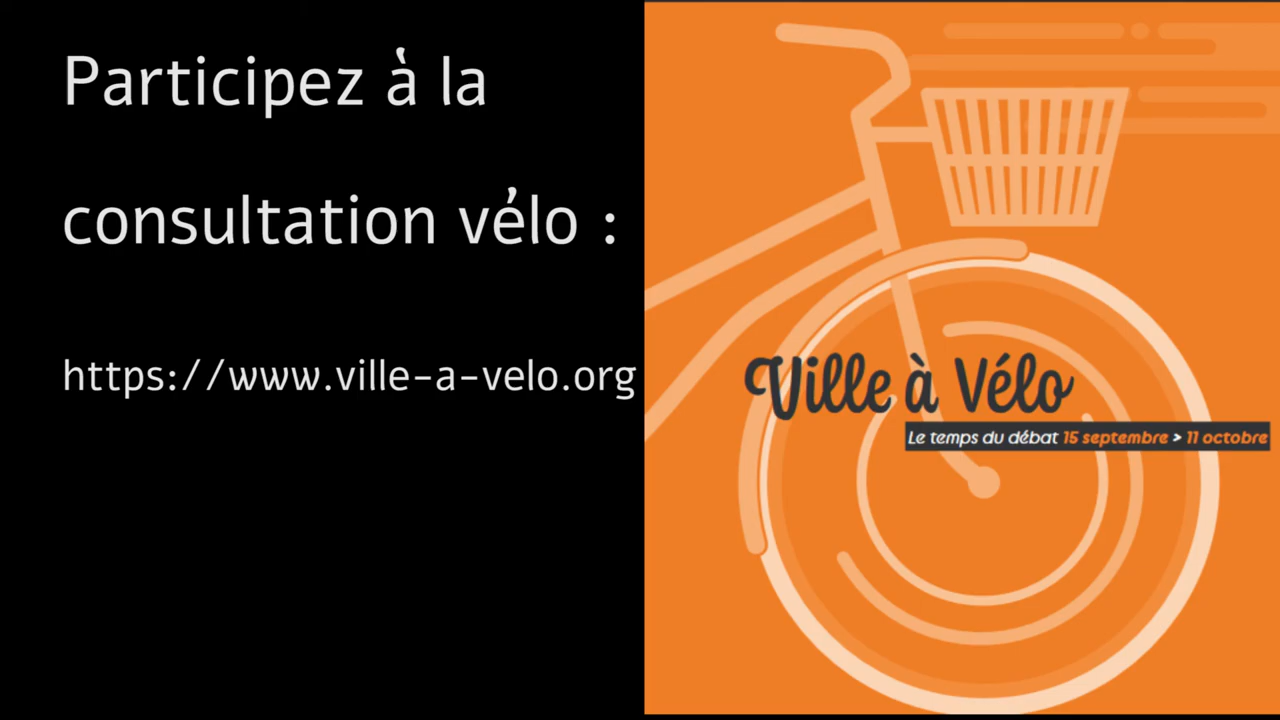 Participez à la
consultation vélo :
https://www.ville-a-velo.org
Ville à Vélo
Le temps du débat 15 septembre > 11 octobre